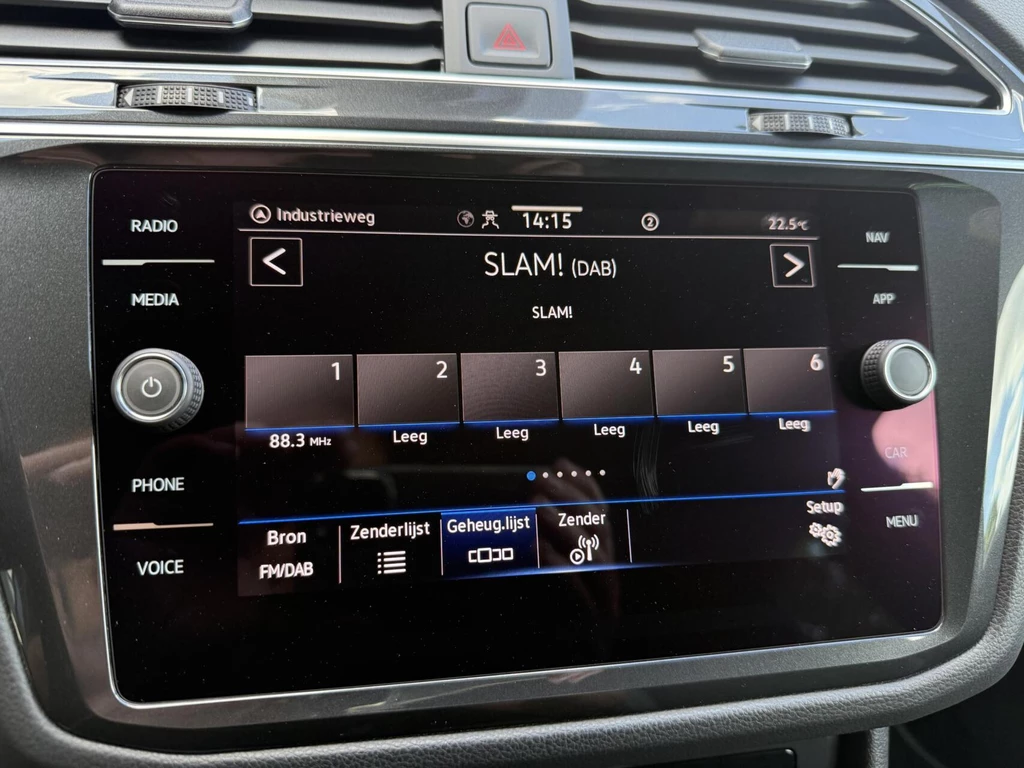 RADIO
MEDIA
PHONE
VOICE
Industrieweg
14:15
2
22.5°C
<
SLAM! (DAB)
>
SLAM!
1 2 3 4 5 6
88.3 MHz Leeg Leeg Leeg Leeg Leeg
Bron
FM/DAB
Zenderlijst
Geheug.lijst
Zender
Setup
NAV
APP
CAR
MENU